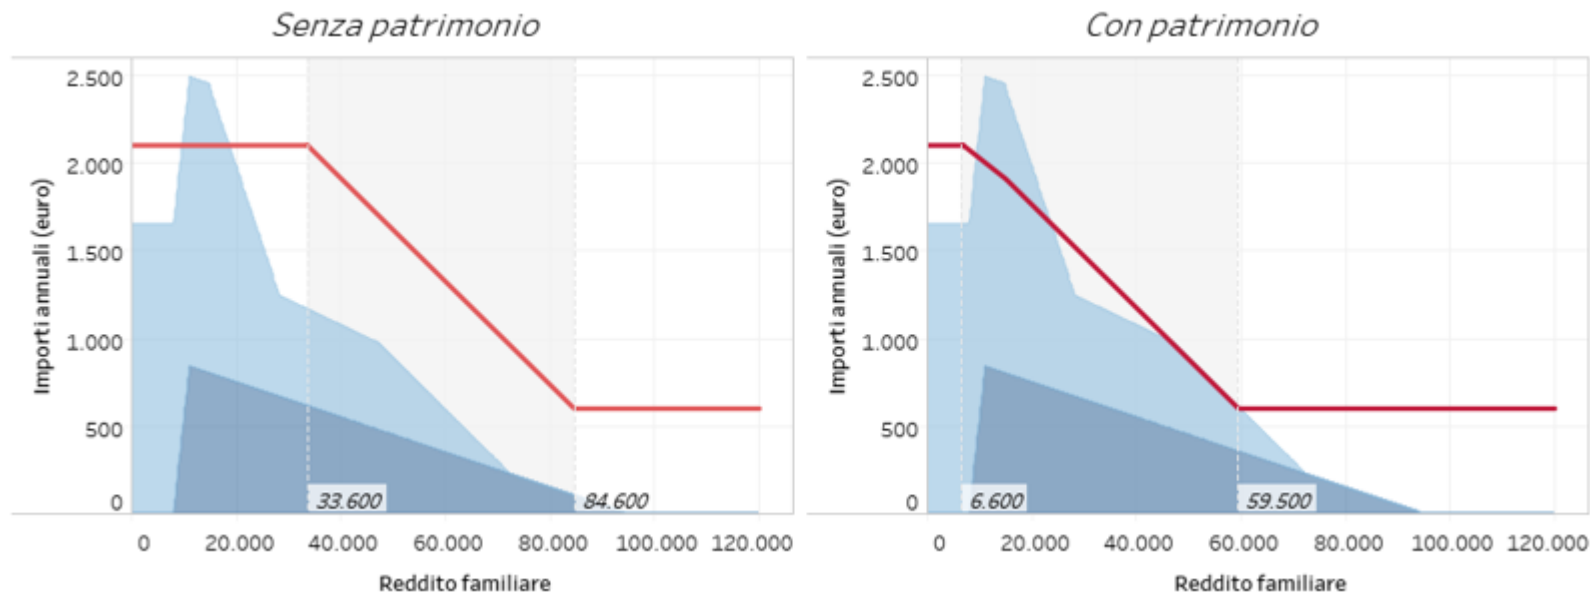 Senza patrimonio
2.500
2.000
1.500
1.000
500
0
Importi annuali (euro)
33.600
84.600
0 20.000 40.000 60.000 80.000 100.000 120.000
Reddito familiare
Con patrimonio
2.500
2.000
1.500
1.000
500
0
Importi annuali (euro)
6.600
59.500
0 20.000 40.000 60.000 80.000 100.000 120.000
Reddito familiare